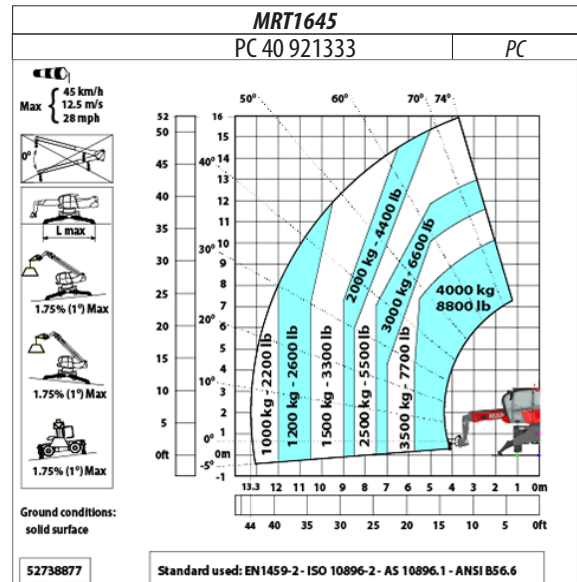 MRT1645
PC 40 921333
PC
Max { 45 km/h
12.5 m/s
28 mph
0°
L max
1.75% (1°) Max
1.75% (1°) Max
1.75% (1°) Max
Ground conditions:
solid surface
52738877
50° 60° 70° 74°
40°
30°
20°
10°
0°
-5°
52 50 45 40 35 30 25 20 15 10 5 0ft
16 15 14 13 12 11 10 9 8 7 6 5 4 3 2 1 0m -1
1000 kg - 2200 lb
1200 kg - 2600 lb
1500 kg - 3300 lb
2000 kg - 4400 lb
2500 kg - 5500 lb
3000 kg - 6600 lb
3500 kg - 7700 lb
4000 kg
8800 lb
13.3 12 11 10 9 8 7 6 5 4 3 2 1 0m
44 40 35 30 25 20 15 10 5 0ft
Standard used: EN1459-2 - ISO 10896-2 - AS 10896.1 - ANSI B56.6